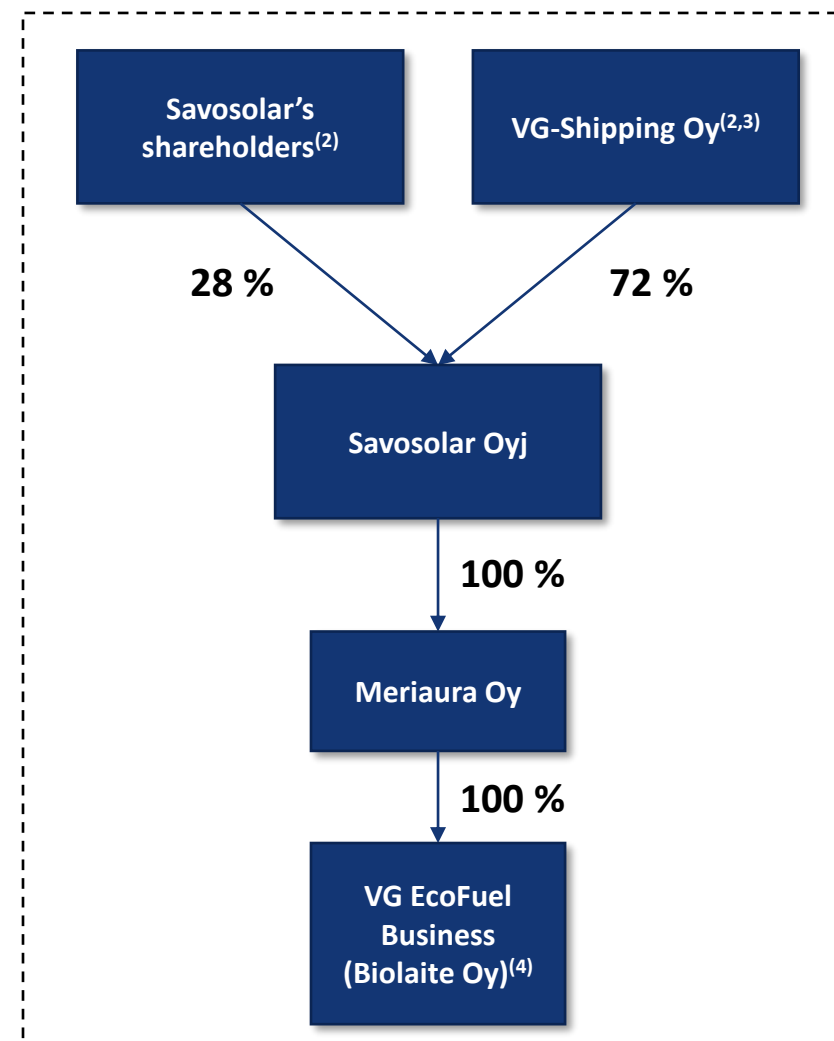 Savosolar's
shareholders(2)
VG-Shipping Oy(2,3)
28 %
72 %
Savosolar Oyj
100 %
Meriaura Oy
100 %
VG EcoFuel
Business
(Biolaite Oy)(4)